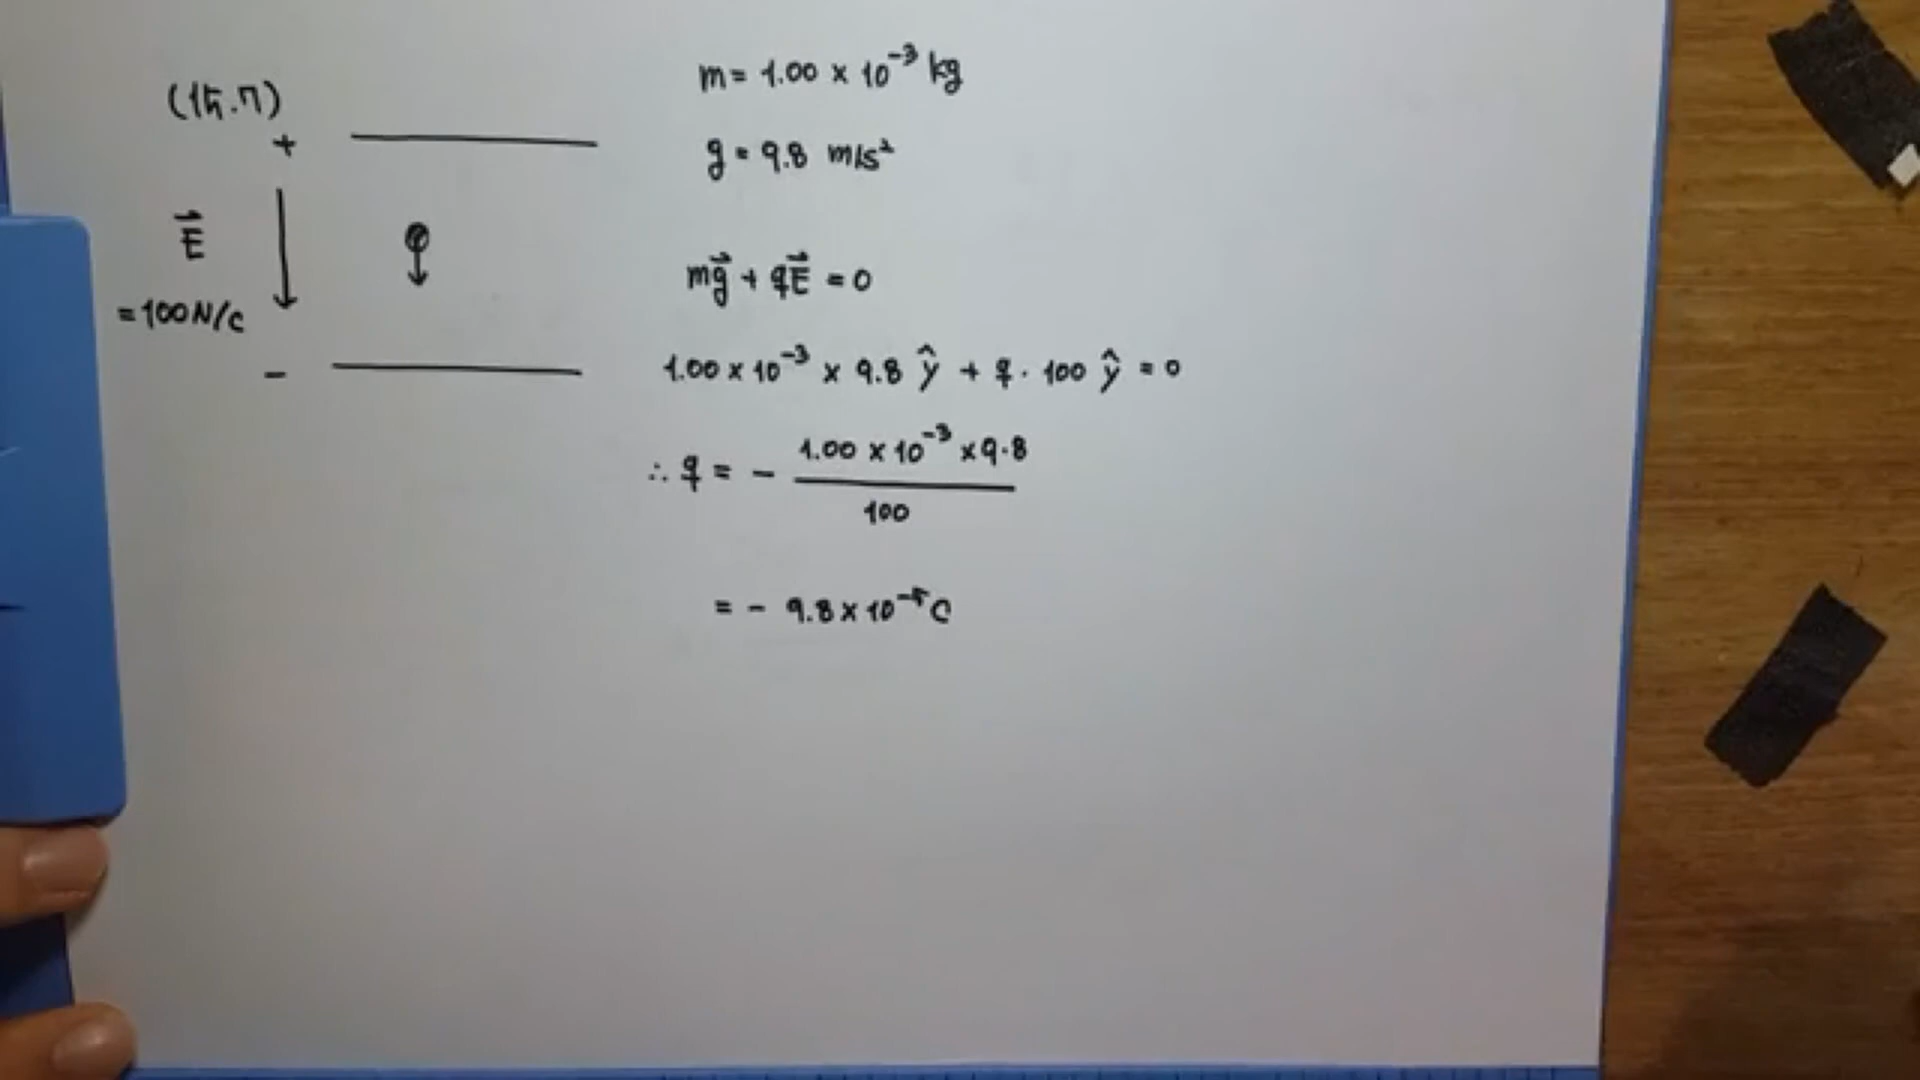 (15.7)
+
E⃗
= 100 N/C
−
m = 1.00 × 10⁻³ kg
g = 9.8 m/s²
mg⃗ + qE⃗ = 0
1.00 × 10⁻³ × 9.8 ŷ + q · 100 ŷ = 0
∴ q = − 1.00 × 10⁻³ × 9.8 / 100
= − 9.8 × 10⁻⁵ C